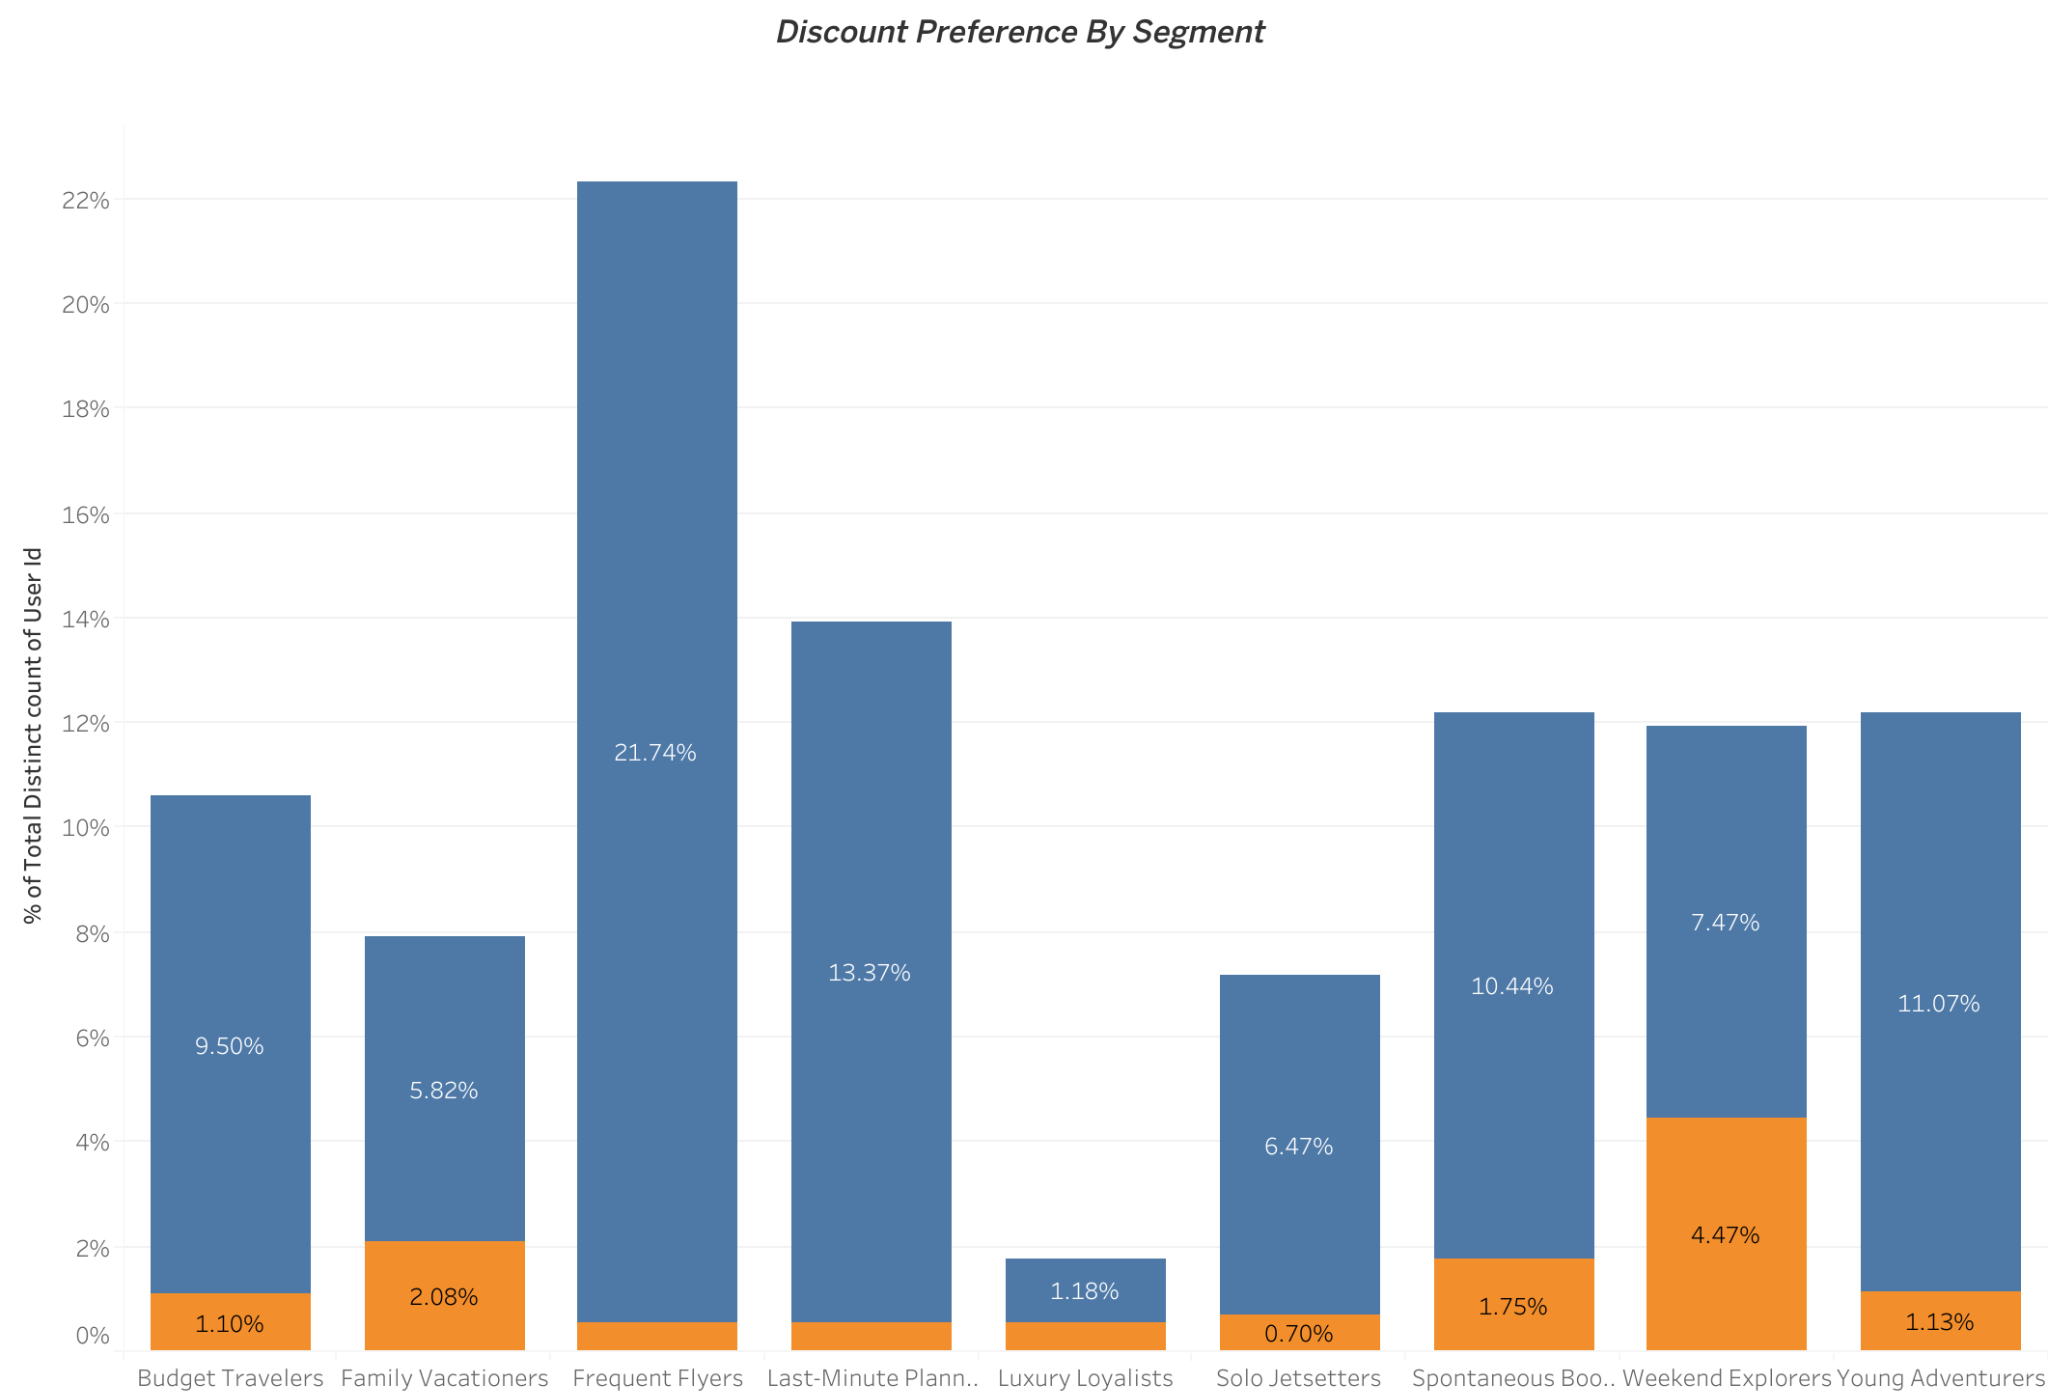 Discount Preference By Segment
% of Total Distinct count of User Id
22%
20%
18%
16%
14%
12%
10%
8%
6%
4%
2%
0%
9.50%
1.10%
5.82%
2.08%
21.74%
13.37%
1.18%
6.47%
0.70%
10.44%
1.75%
7.47%
4.47%
11.07%
1.13%
Budget Travelers
Family Vacationers
Frequent Flyers
Last-Minute Plann..
Luxury Loyalists
Solo Jetsetters
Spontaneous Boo..
Weekend Explorers
Young Adventurers